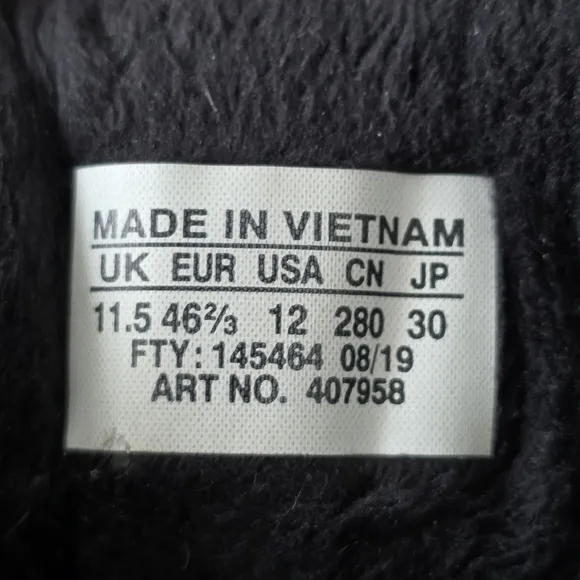 MADE IN VIETNAM
UK EUR USA CN JP
11.5 46⅔ 12 280 30
FTY: 145464 08/19
ART NO. 407958